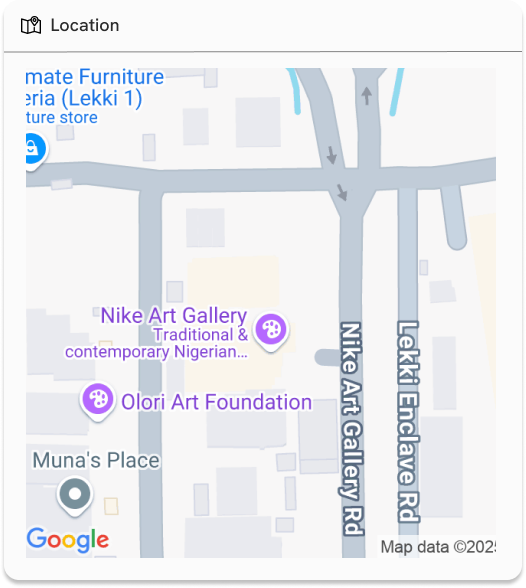 Location
mate Furniture
eria (Lekki 1)
ture store
Nike Art Gallery
Traditional &
contemporary Nigerian...
Olori Art Foundation
Muna's Place
Nike Art Gallery Rd
Lekki Enclave Rd
Google
Map data ©2025